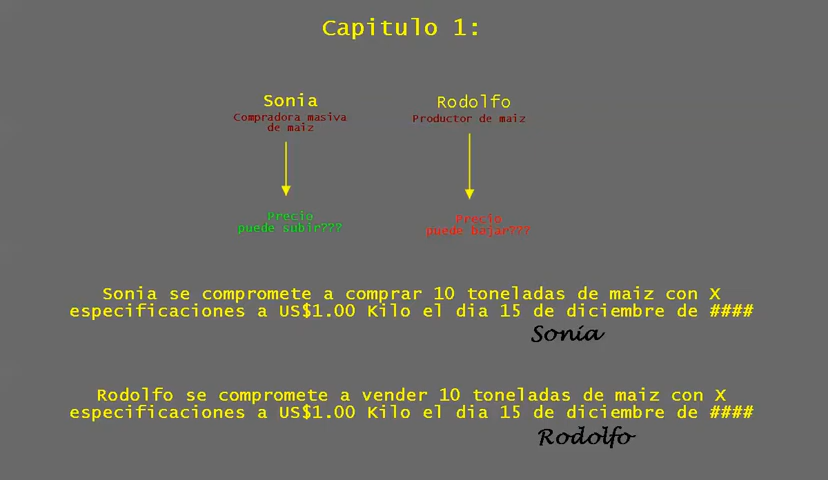 Capitulo 1:
Sonia
Rodolfo
Compradora masiva
de maiz
Productor de maiz
Precio
puede subir???
Precio
puede bajar???
Sonia se compromete a comprar 10 toneladas de maiz con X
especificaciones a US$1.00 Kilo el dia 15 de diciembre de ####
Sonia
Rodolfo se compromete a vender 10 toneladas de maiz con X
especificaciones a US$1.00 Kilo el dia 15 de diciembre de ####
Rodolfo